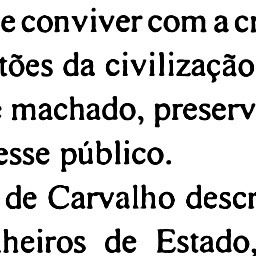 e conviver com a cr
tões da civilização
machado, preserv
esse público.
de Carvalho descr
lheiros de Estado,